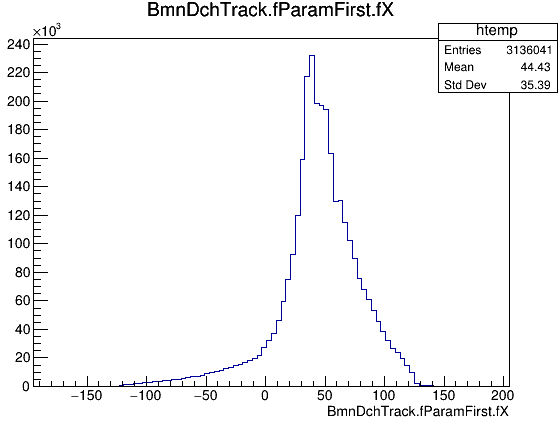 BmnDchTrack.fParamFirst.fX
htemp
Entries 3136041
Mean 44.43
Std Dev 35.39
×10³
240
220
200
180
160
140
120
100
80
60
40
20
0
−150 −100 −50 0 50 100 150 200
BmnDchTrack.fParamFirst.fX